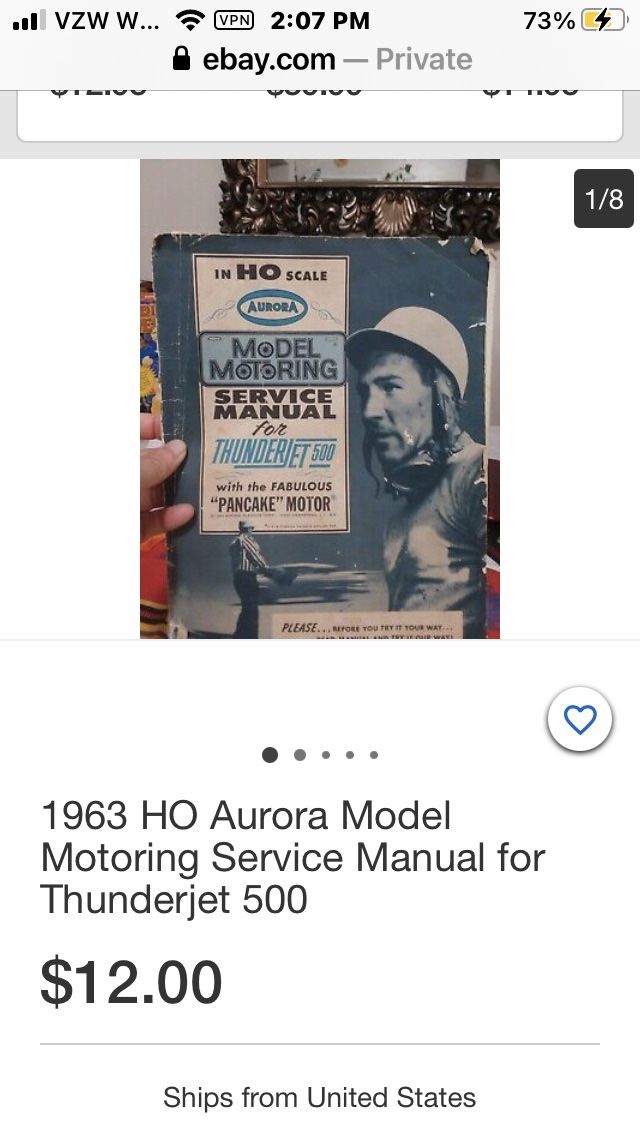 VZW W... VPN 2:07 PM 73%
ebay.com — Private
1/8
IN HO SCALE
AURORA
MODEL
MOTORING
SERVICE
MANUAL
for
THUNDERJET 500
with the FABULOUS
"PANCAKE" MOTOR
PLEASE... BEFORE YOU TRY IT YOUR WAY...
1963 HO Aurora Model
Motoring Service Manual for
Thunderjet 500
$12.00
Ships from United States